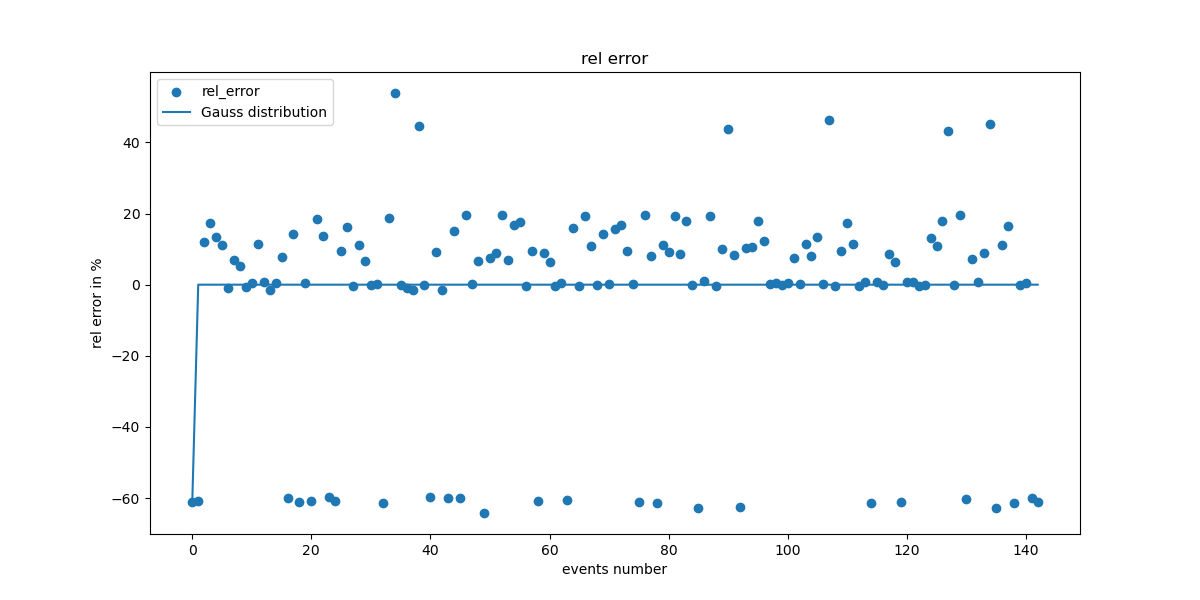 rel error
rel_error
Gauss distribution
rel error in %
40
20
0
−20
−40
−60
0 20 40 60 80 100 120 140
events number